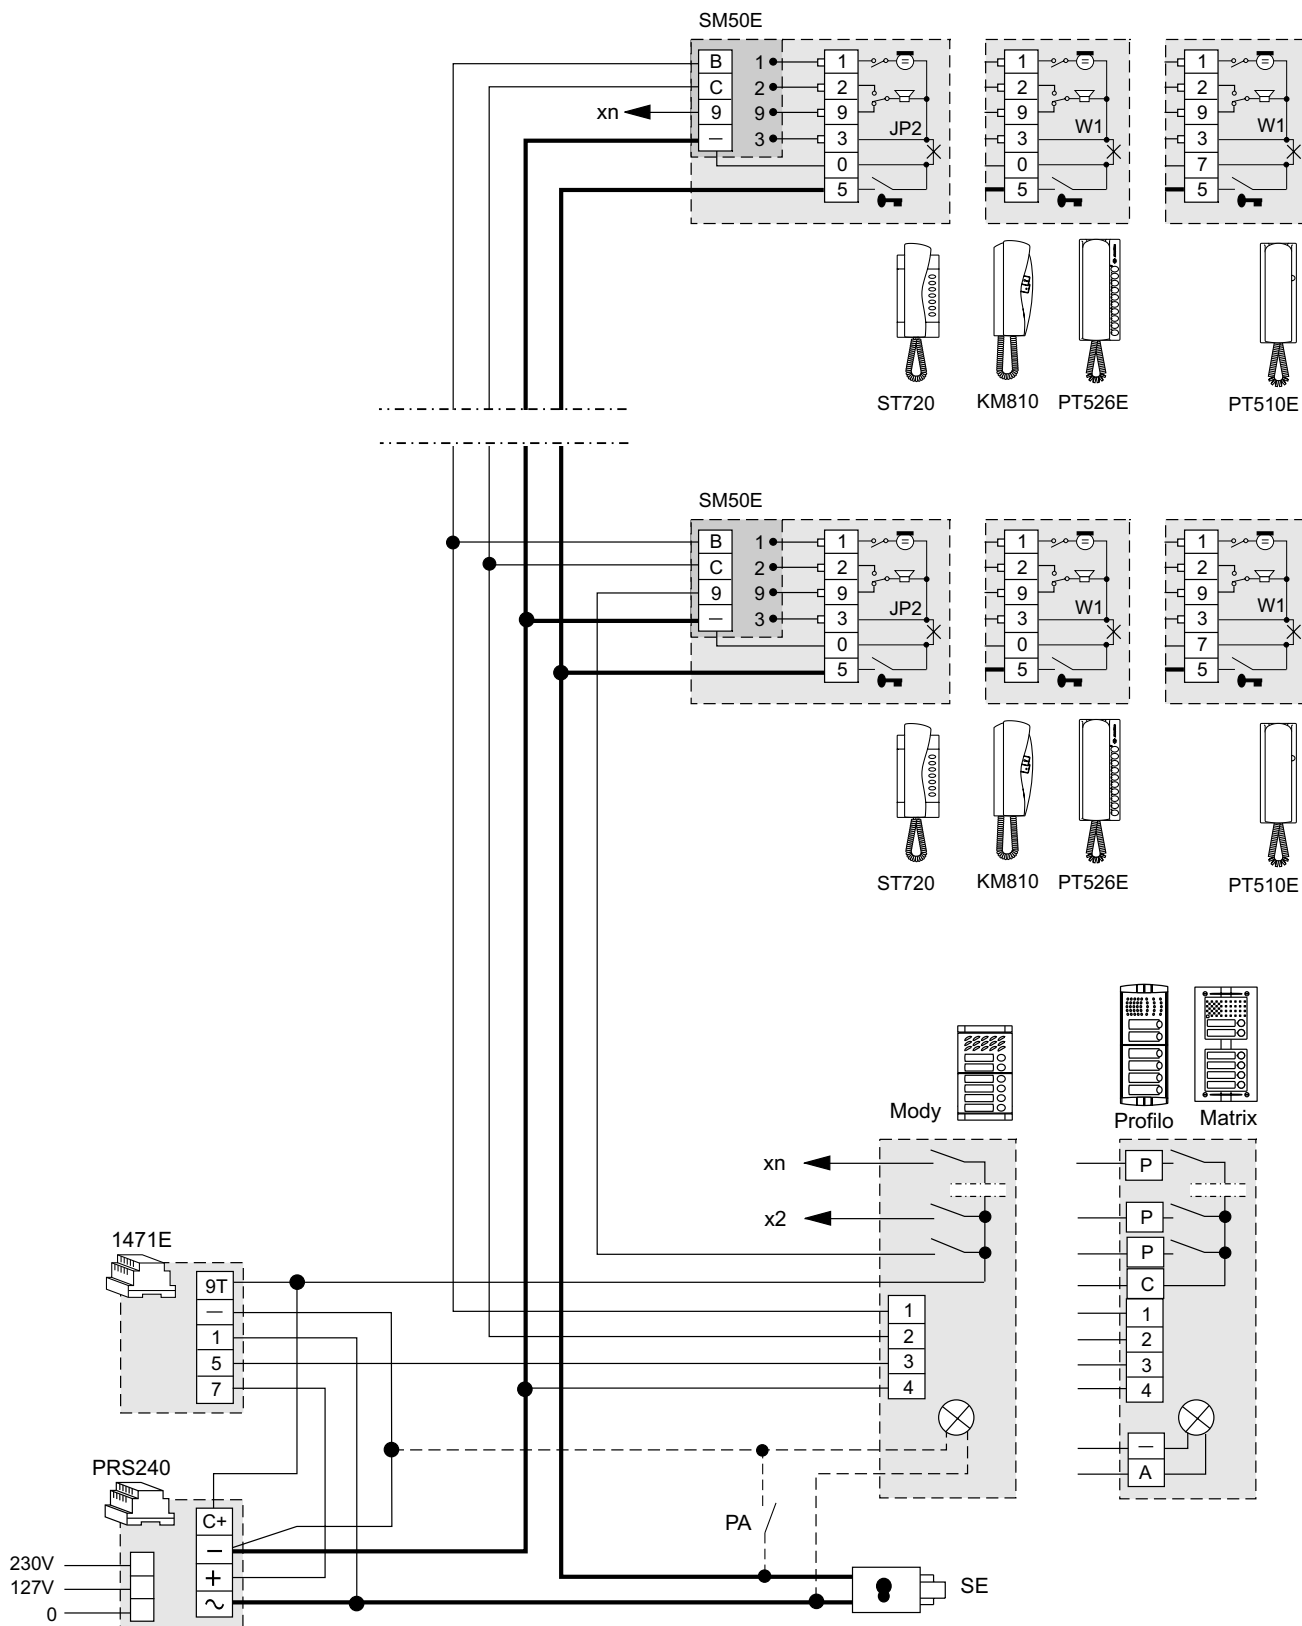 SM50E
B 1 1 1 1
C 2 2 2 2
xn 9 9 9 9 9
— 3 3 JP2 3 W1 3 W1
0 0 7
5 5 5
ST720 KM810 PT526E PT510E
SM50E
B 1 1 1 1
C 2 2 2 2
9 9 9 9 9
— 3 3 JP2 3 W1 3 W1
0 0 7
5 5 5
ST720 KM810 PT526E PT510E
Mody Profilo Matrix
xn P
x2 P
P
1471E
9T C
— 1 1
1 2 2
5 3 3
7 4 4
—
A
PRS240
PA
C+
—
230V +
127V ~
0
SE